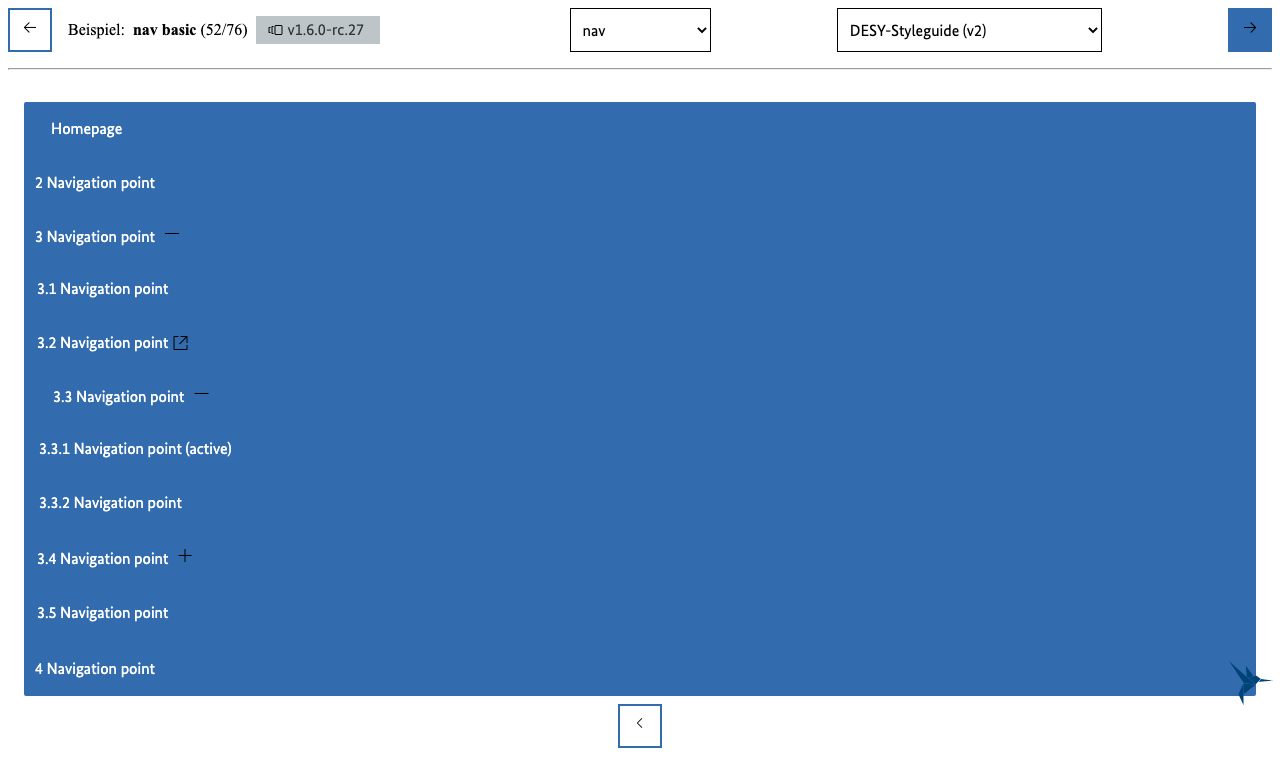 Beispiel: nav basic (52/76) v1.6.0-rc.27 nav DESY-Styleguide (v2)
Homepage
2 Navigation point
3 Navigation point
3.1 Navigation point
3.2 Navigation point
3.3 Navigation point
3.3.1 Navigation point (active)
3.3.2 Navigation point
3.4 Navigation point
3.5 Navigation point
4 Navigation point